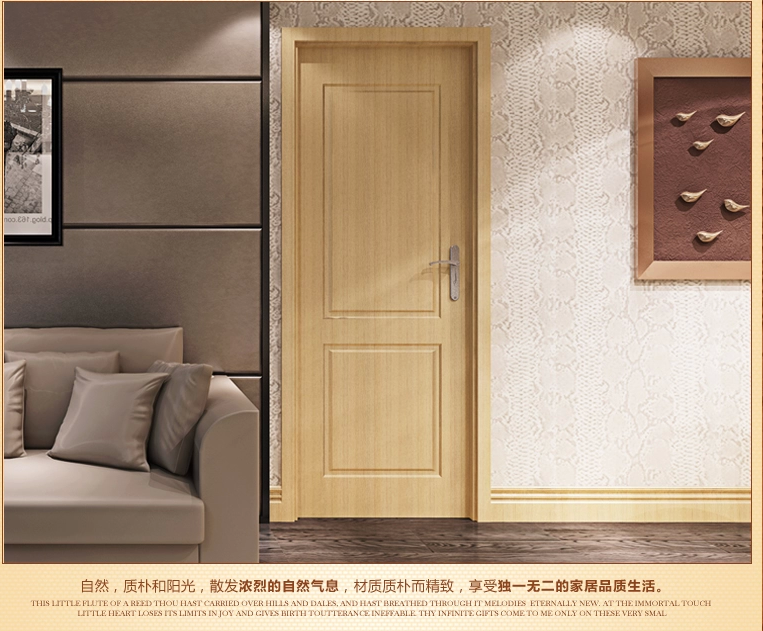 自然，质朴和阳光，散发浓烈的自然气息，材质质朴而精致，享受独一无二的家居品质生活。
THIS LITTLE FLUTE OF A REED THOU HAST CARRIED OVER HILLS AND DALES, AND HAST BREATHED THROUGH IT MELODIES ETERNALLY NEW. AT THE IMMORTAL TOUCH
LITTLE HEART LOSES ITS LIMITS IN JOY AND GIVES BIRTH TOUTTERANCE INEFFABLE. THY INFINITE GIFTS COME TO ME ONLY ON THESE VERY SMAL